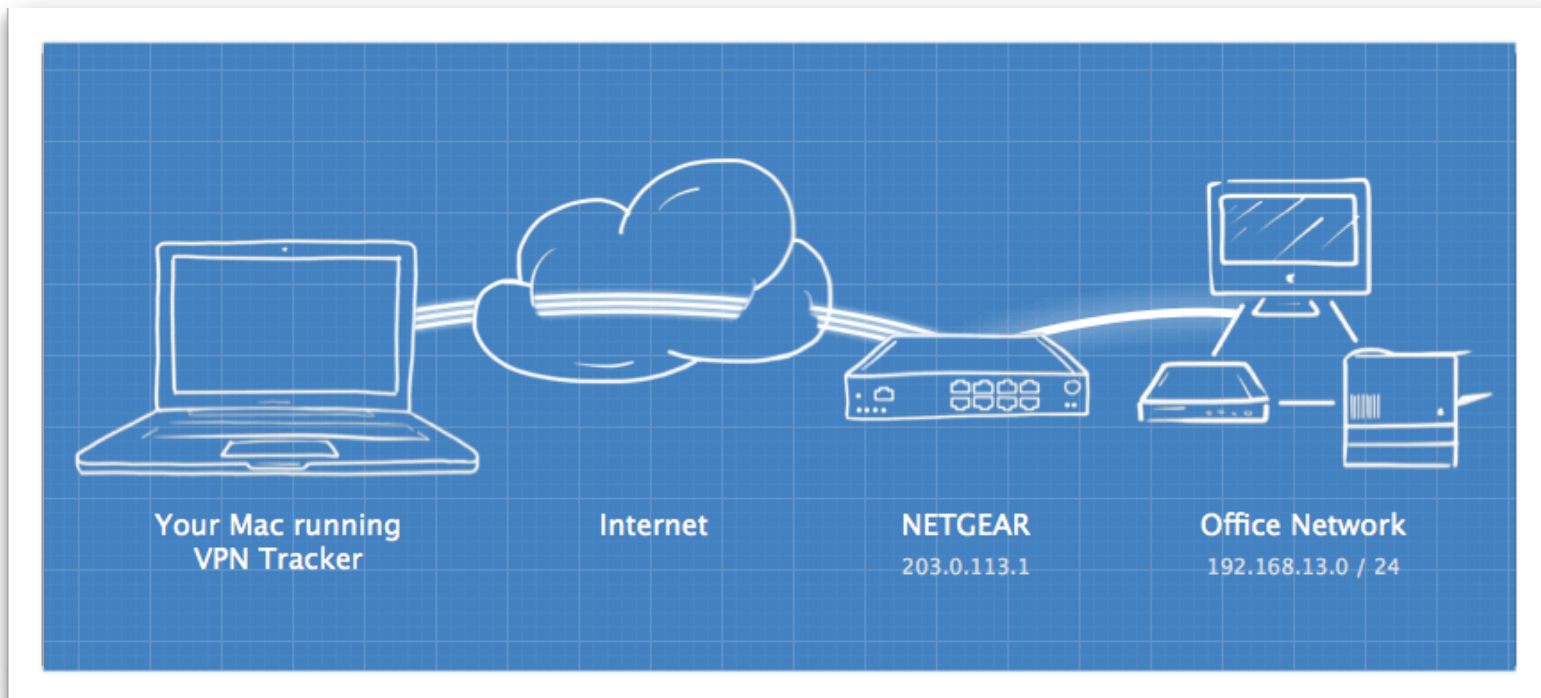 Your Mac running
VPN Tracker
Internet
NETGEAR
203.0.113.1
Office Network
192.168.13.0 / 24